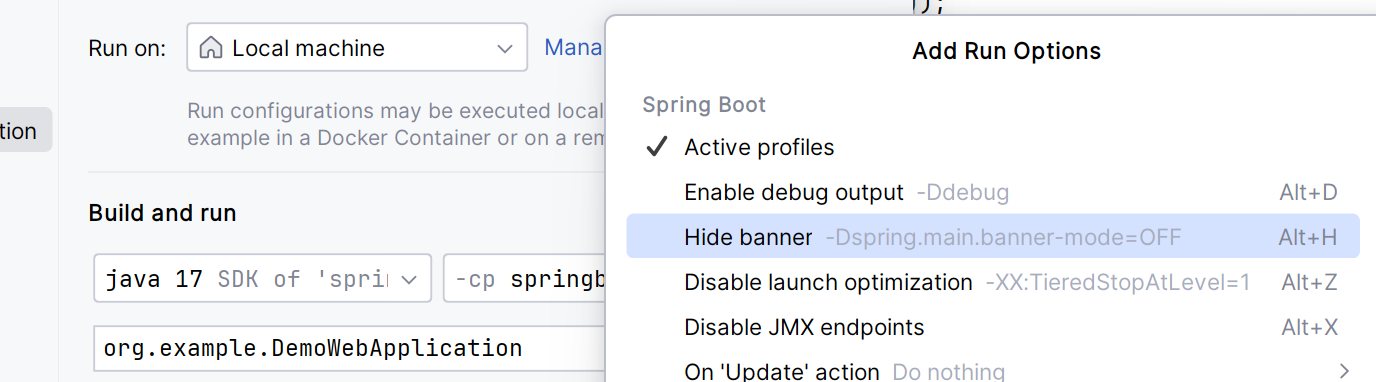 );
Run on:
Local machine
Mana
Run configurations may be executed local
example in a Docker Container or on a rem
tion
Build and run
java 17 SDK of 'sprin
-cp springb
org.example.DemoWebApplication
Add Run Options
Spring Boot
Active profiles
Enable debug output -Ddebug Alt+D
Hide banner -Dspring.main.banner-mode=OFF Alt+H
Disable launch optimization -XX:TieredStopAtLevel=1 Alt+Z
Disable JMX endpoints Alt+X
On 'Update' action Do nothing